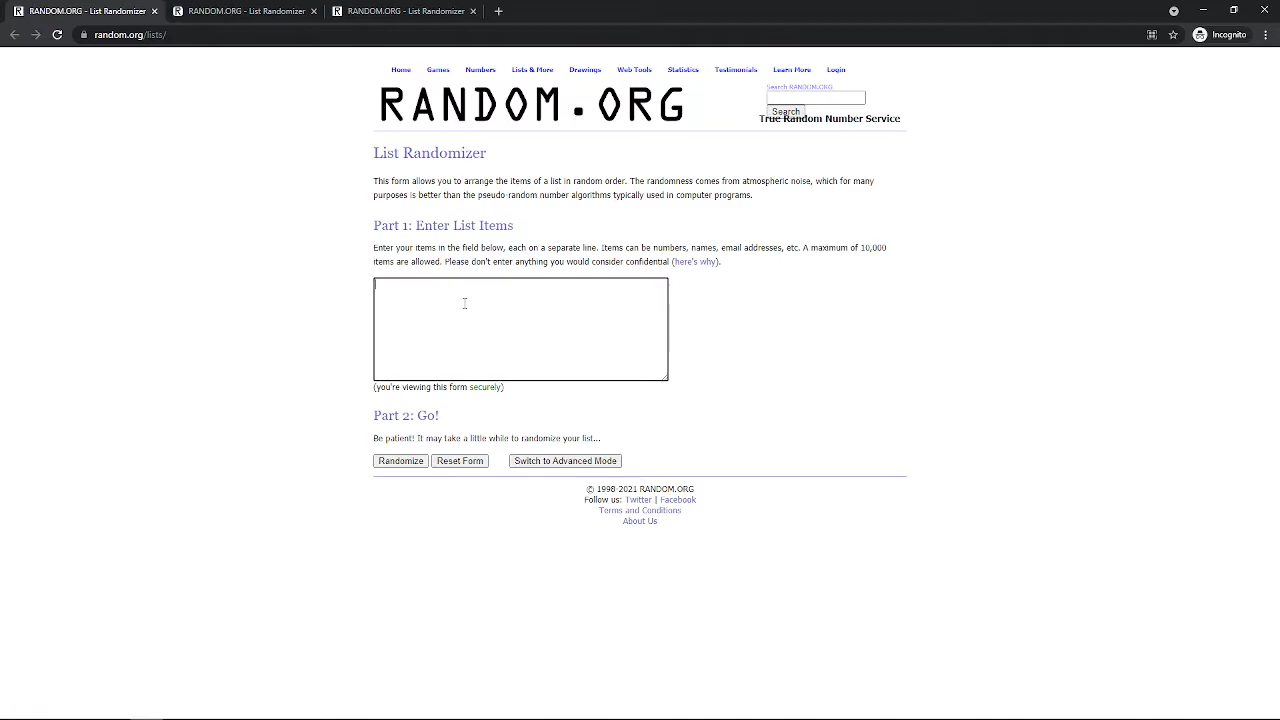 RANDOM.ORG - List Randomizer
RANDOM.ORG - List Randomizer
RANDOM.ORG - List Randomizer
random.org/lists/
Incognito
Home Games Numbers Lists & More Drawings Web Tools Statistics Testimonials Learn More Login
RANDOM.ORG
Search RANDOM.ORG
Search
True Random Number Service
List Randomizer
This form allows you to arrange the items of a list in random order. The randomness comes from atmospheric noise, which for many
purposes is better than the pseudo-random number algorithms typically used in computer programs.
Part 1: Enter List Items
Enter your items in the field below, each on a separate line. Items can be numbers, names, email addresses, etc. A maximum of 10,000
items are allowed. Please don't enter anything you would consider confidential (here's why).
(you're viewing this form securely)
Part 2: Go!
Be patient! It may take a little while to randomize your list...
Randomize Reset Form Switch to Advanced Mode
© 1998-2021 RANDOM.ORG
Follow us: Twitter | Facebook
Terms and Conditions
About Us